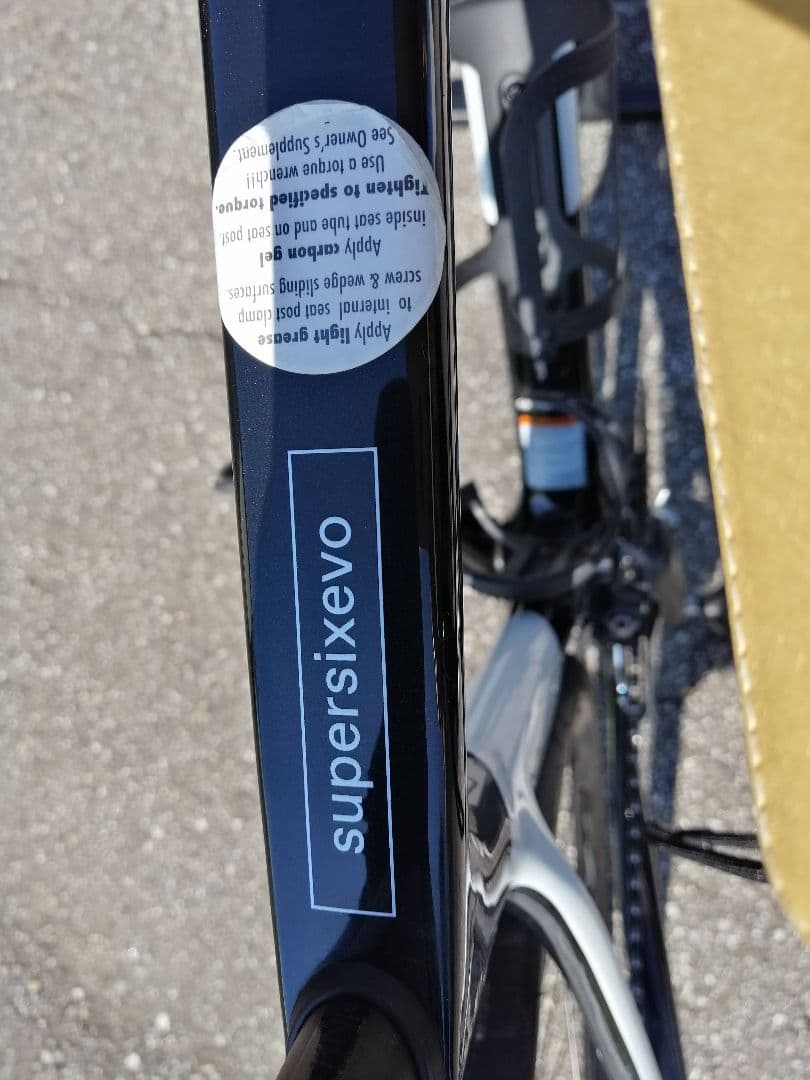 Apply light grease
to internal seat post clamp
screw & wedge sliding surfaces.
Apply carbon gel
inside seat tube and on seat post.
Tighten to specified torque.
Use a torque wrench!!
See Owner's Supplement.
supersixevo